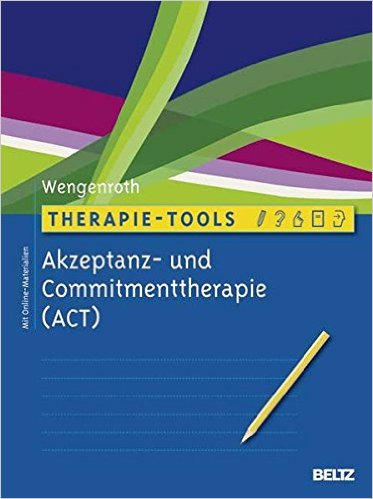 Wengenroth
THERAPIE-TOOLS
Akzeptanz- und
Commitmenttherapie
(ACT)
Mit Online-Materialien
BELTZ